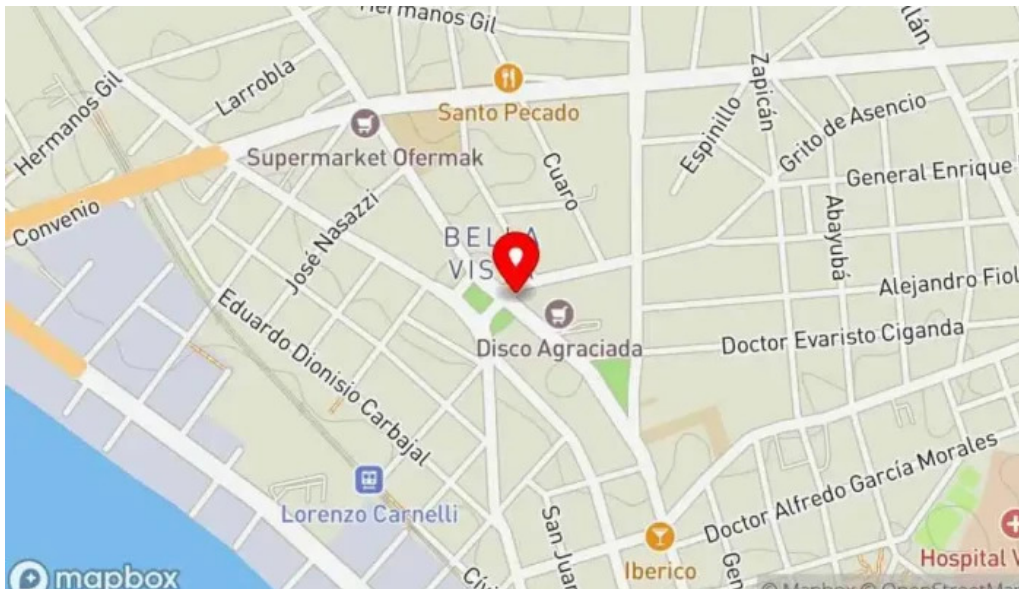 Hermanos Gil
Hermanos Gil
Larrobla
Santo Pecado
Supermarket Ofermak
Cuaro
Espinillo
Zapicán
Grito de Asencio
General Enrique
Convenio
José Nasazzi
BELLA
Abayubá
Alejandro Fiol
Eduardo Dionisio Carbajal
Disco Agraciada
Doctor Evaristo Ciganda
Lorenzo Carnelli
San Juan
Doctor Alfredo García Morales
Iberico
Hospital V
mapbox
© Mapbox © OpenStreetMap